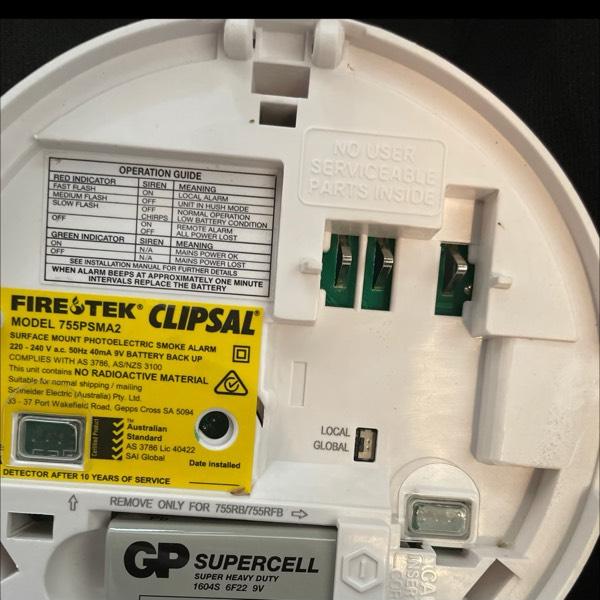 NO USER
SERVICEABLE
PARTS INSIDE
OPERATION GUIDE
RED INDICATOR SIREN MEANING
FAST FLASH ON LOCAL ALARM
MEDIUM FLASH OFF UNIT IN HUSH MODE
SLOW FLASH OFF NORMAL OPERATION
CHIRPS LOW BATTERY CONDITION
OFF ON REMOTE ALARM
OFF ALL POWER LOST
GREEN INDICATOR SIREN MEANING
ON N/A MAINS POWER OK
OFF N/A MAINS POWER LOST
SEE INSTALLATION MANUAL FOR FURTHER DETAILS
WHEN ALARM BEEPS AT APPROXIMATELY ONE MINUTE
INTERVALS REPLACE THE BATTERY
FIRETEK® CLIPSAL®
MODEL 755PSMA2
SURFACE MOUNT PHOTOELECTRIC SMOKE ALARM
220 - 240 V a.c. 50Hz 40mA 9V BATTERY BACK UP
COMPLIES WITH AS 3786, AS/NZS 3100
This unit contains NO RADIOACTIVE MATERIAL
Suitable for normal shipping / mailing
Schneider Electric (Australia) Pty. Ltd.
33 - 37 Port Wakefield Road, Gepps Cross SA 5094
Certified Product
™
Australian
Standard
AS 3786 Lic 40422
SAI Global
Date installed
DETECTOR AFTER 10 YEARS OF SERVICE
LOCAL
GLOBAL
REMOVE ONLY FOR 755RB/755RFB
GP SUPERCELL
SUPER HEAVY DUTY
1604S 6F22 9V